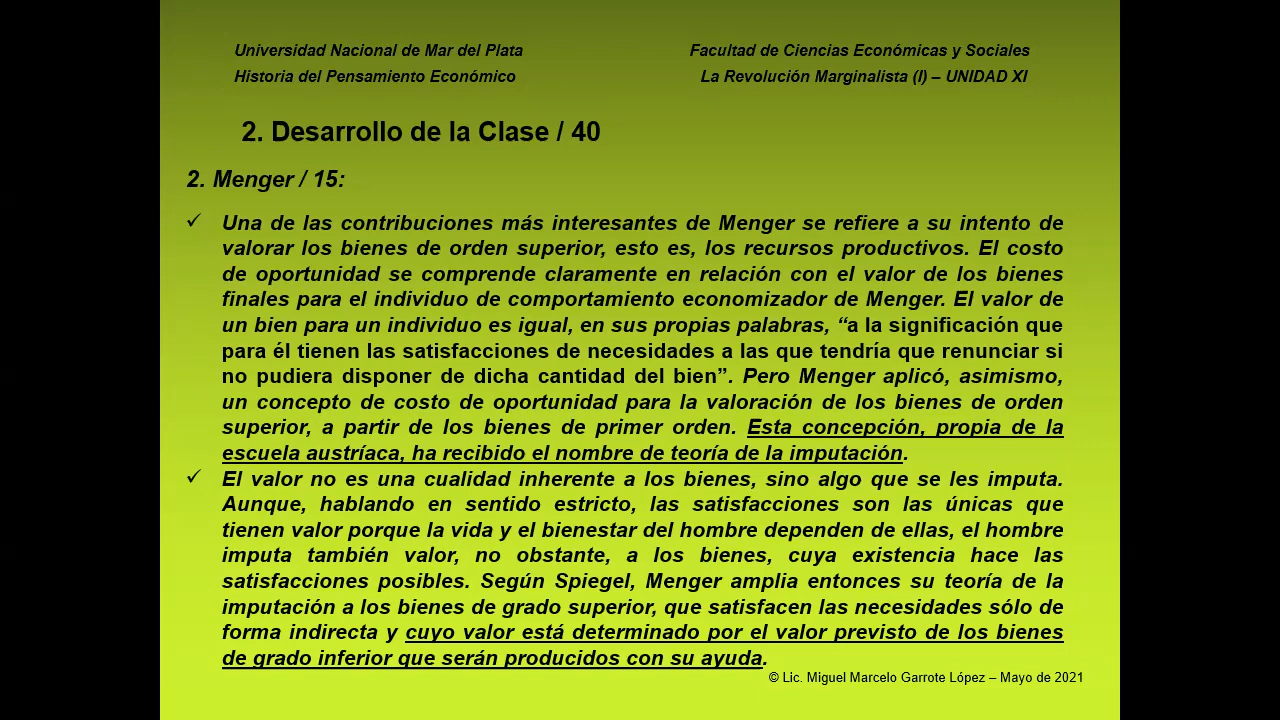 Universidad Nacional de Mar del Plata
Facultad de Ciencias Económicas y Sociales
Historia del Pensamiento Económico
La Revolución Marginalista (I) – UNIDAD XI
2. Desarrollo de la Clase / 40
2. Menger / 15:
✓ Una de las contribuciones más interesantes de Menger se refiere a su intento de
valorar los bienes de orden superior, esto es, los recursos productivos. El costo
de oportunidad se comprende claramente en relación con el valor de los bienes
finales para el individuo de comportamiento economizador de Menger. El valor de
un bien para un individuo es igual, en sus propias palabras, “a la significación que
para él tienen las satisfacciones de necesidades a las que tendría que renunciar si
no pudiera disponer de dicha cantidad del bien”. Pero Menger aplicó, asimismo,
un concepto de costo de oportunidad para la valoración de los bienes de orden
superior, a partir de los bienes de primer orden. Esta concepción, propia de la
escuela austríaca, ha recibido el nombre de teoría de la imputación.
✓ El valor no es una cualidad inherente a los bienes, sino algo que se les imputa.
Aunque, hablando en sentido estricto, las satisfacciones son las únicas que
tienen valor porque la vida y el bienestar del hombre dependen de ellas, el hombre
imputa también valor, no obstante, a los bienes, cuya existencia hace las
satisfacciones posibles. Según Spiegel, Menger amplia entonces su teoría de la
imputación a los bienes de grado superior, que satisfacen las necesidades sólo de
forma indirecta y cuyo valor está determinado por el valor previsto de los bienes
de grado inferior que serán producidos con su ayuda.
© Lic. Miguel Marcelo Garrote López – Mayo de 2021